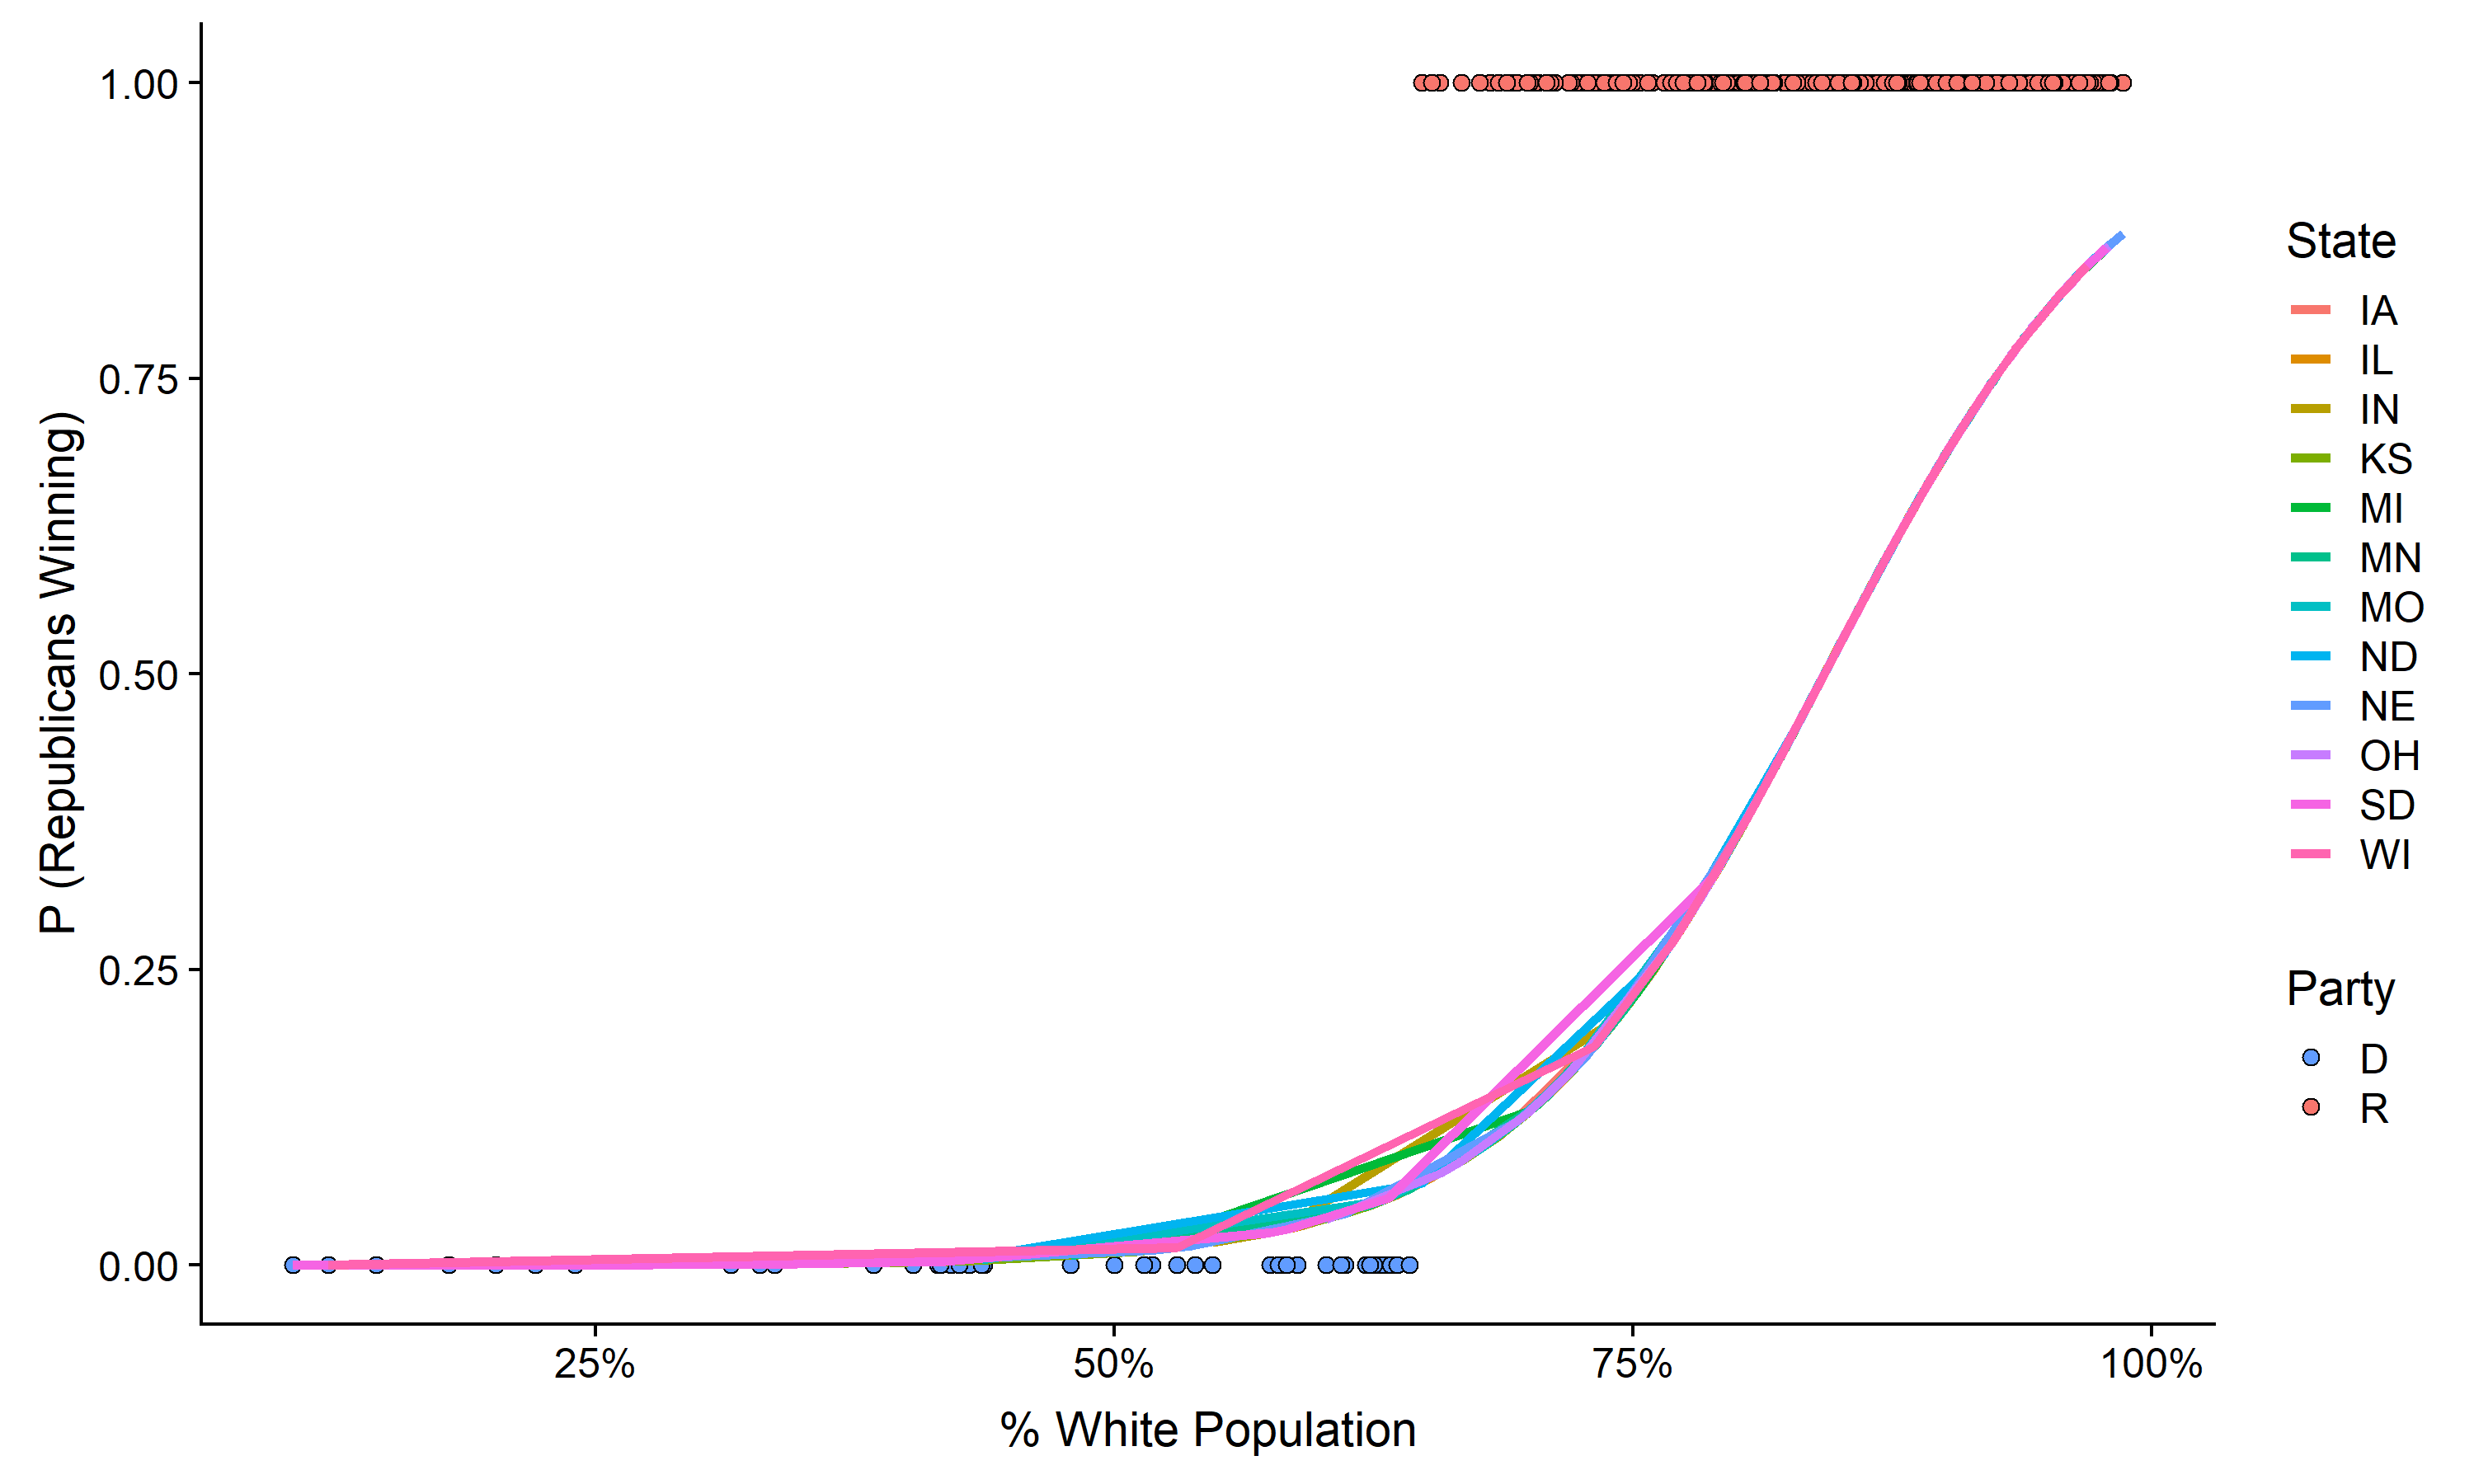 1.00
0.75
0.50
0.25
0.00
P (Republicans Winning)
25% 50% 75% 100%
% White Population
State
IA
IL
IN
KS
MI
MN
MO
ND
NE
OH
SD
WI
Party
D
R